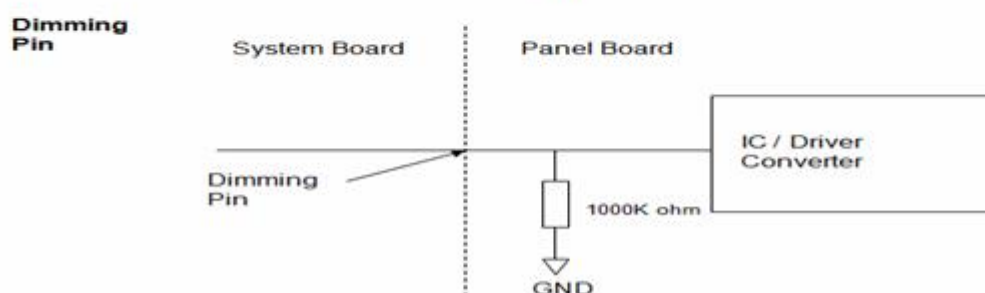 Dimming
Pin
System Board
Panel Board
IC / Driver
Converter
Dimming
Pin
1000K ohm
GND